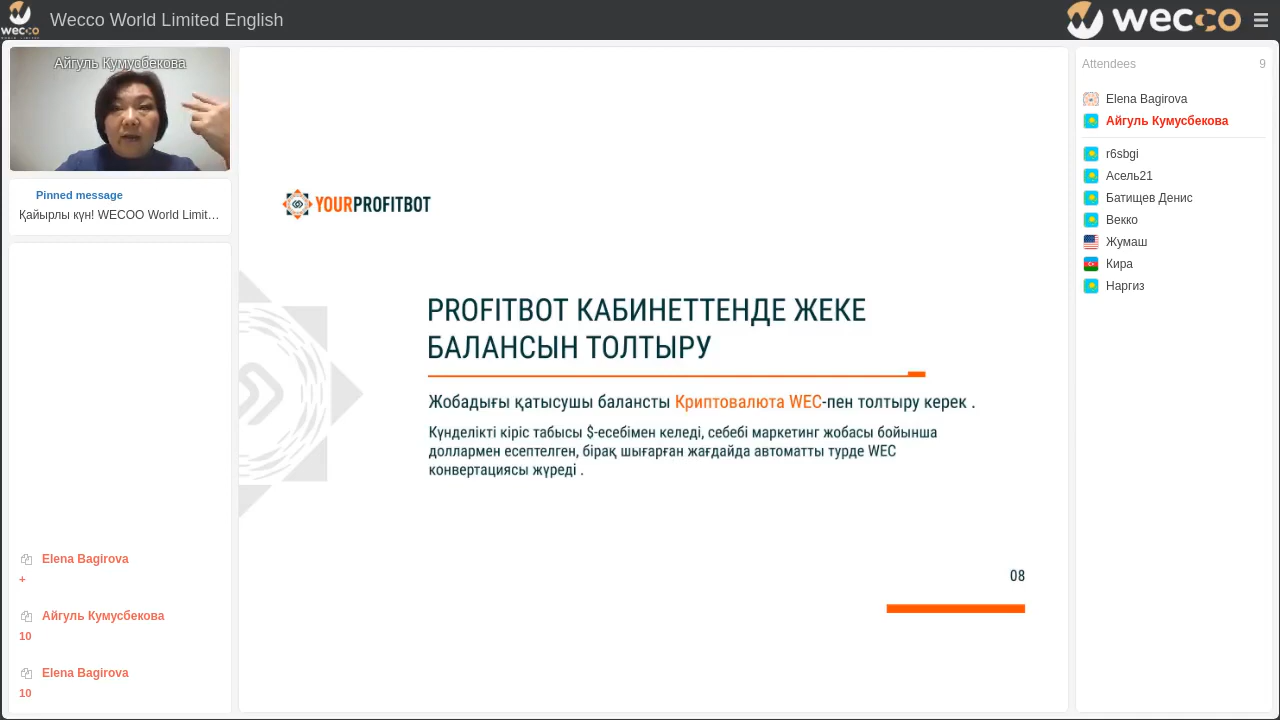 wecco
Wecco World Limited English
wecco
Айгуль Кумусбекова
Pinned message
Қайырлы күн! WECOO World Limit…
Elena Bagirova
+
Айгуль Кумусбекова
10
Elena Bagirova
10
YOURPROFITBOT
PROFITBOT КАБИНЕТТЕНДЕ ЖЕКЕ
БАЛАНСЫН ТОЛТЫРУ
Жобадығы қатысушы балансты Криптовалюта WEC-пен толтыру керек .
Күнделікті кіріс табысы $-есебімен келеді, себебі маркетинг жобасы бойынша
доллармен есептелген, бірақ шығарған жағдайда автоматты турде WEC
конвертациясы жүреді .
08
Attendees 9
Elena Bagirova
Айгуль Кумусбекова
r6sbgi
Асель21
Батищев Денис
Векко
Жумаш
Кира
Наргиз